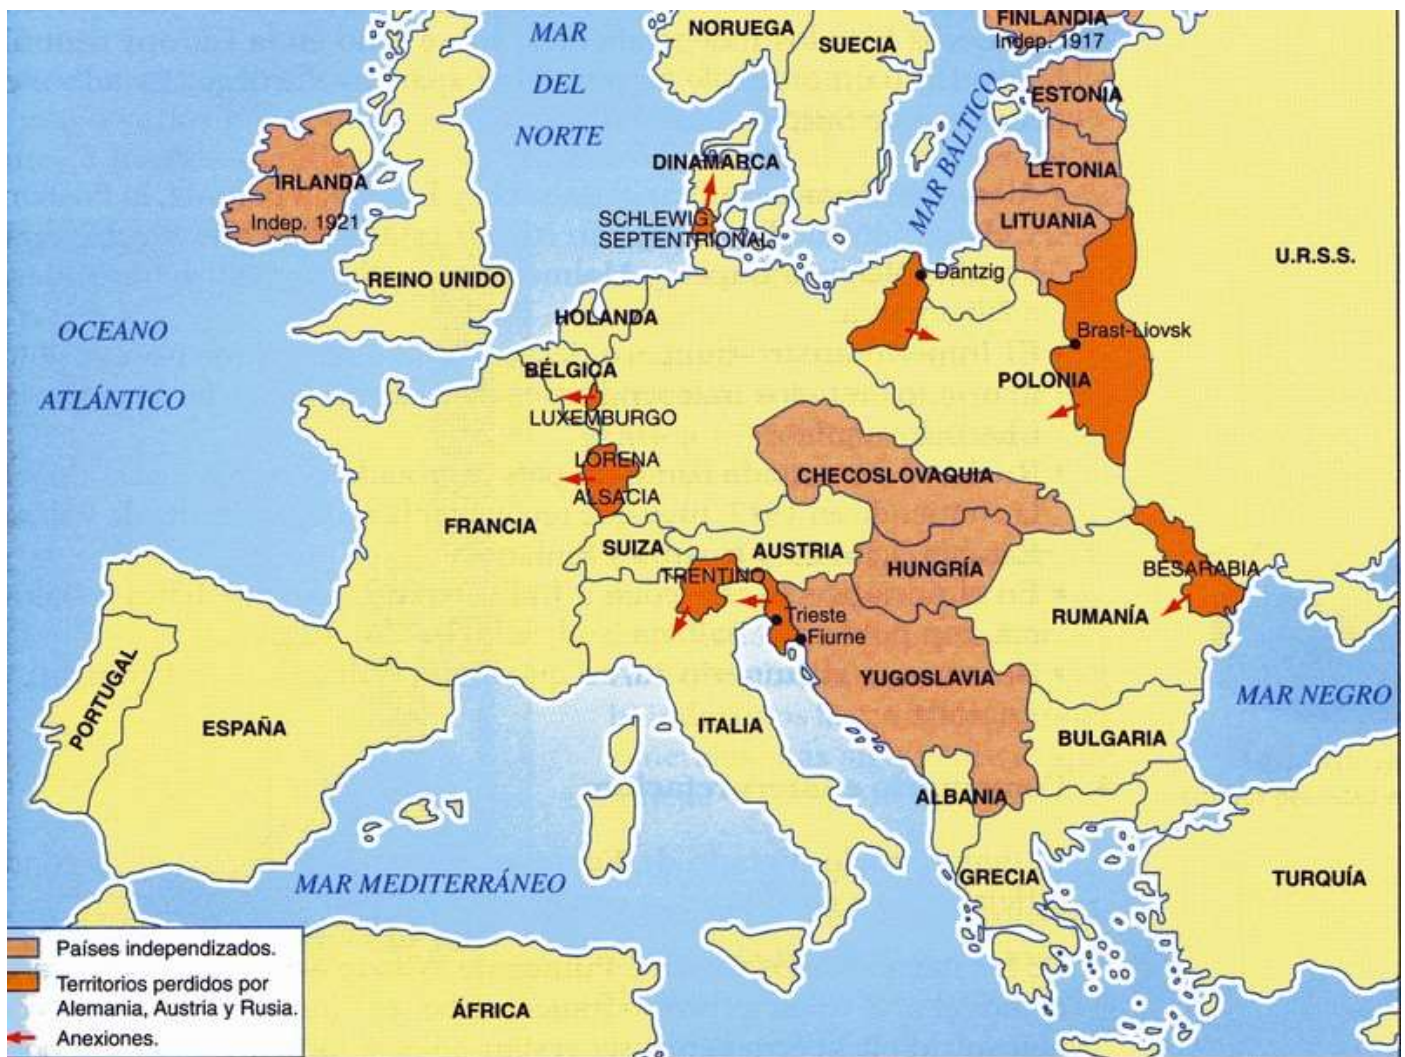 MAR
DEL
NORTE
NORUEGA
SUECIA
FINLANDIA
Indep. 1917
ESTONIA
MAR BÁLTICO
LETONIA
LITUANIA
DINAMARCA
IRLANDA
Indep. 1921
SCHLEWIG
SEPTENTRIONAL
REINO UNIDO
Dantzig
U.R.S.S.
OCEANO
ATLÁNTICO
HOLANDA
Brast-Liovsk
BÉLGICA
POLONIA
LUXEMBURGO
LORENA
ALSACIA
CHECOSLOVAQUIA
FRANCIA
SUIZA
AUSTRIA
HUNGRÍA
TRENTINO
BESARABIA
Trieste
Fiurne
RUMANÍA
YUGOSLAVIA
PORTUGAL
ESPAÑA
ITALIA
MAR NEGRO
BULGARIA
ALBANIA
MAR MEDITERRÁNEO
GRECIA
TURQUÍA
Países independizados.
Territorios perdidos por
Alemania, Austria y Rusia.
Anexiones.
ÁFRICA